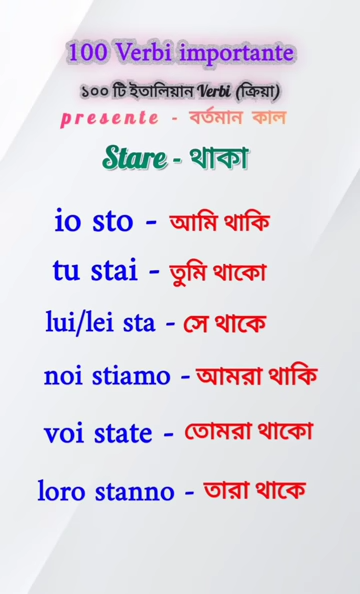 100 Verbi importante
১০০ টি ইতালিয়ান Verbi (ক্রিয়া)
presente - বর্তমান কাল
Stare - থাকা
io sto - আমি থাকি
tu stai - তুমি থাকো
lui/lei sta - সে থাকে
noi stiamo - আমরা থাকি
voi state - তোমরা থাকো
loro stanno - তারা থাকে